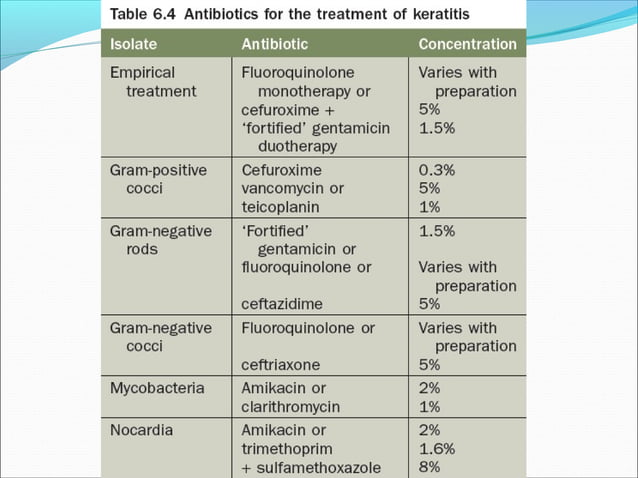 Table 6.4 Antibiotics for the treatment of keratitis
Isolate Antibiotic Concentration
Empirical Fluoroquinolone Varies with
treatment monotherapy or preparation
cefuroxime + 5%
‘fortified’ gentamicin 1.5%
duotherapy
Gram-positive Cefuroxime 0.3%
cocci vancomycin or 5%
teicoplanin 1%
Gram-negative ‘Fortified’ 1.5%
rods gentamicin or
fluoroquinolone or Varies with
preparation
ceftazidime 5%
Gram-negative Fluoroquinolone or Varies with
cocci preparation
ceftriaxone 5%
Mycobacteria Amikacin or 2%
clarithromycin 1%
Nocardia Amikacin or 2%
trimethoprim 1.6%
+ sulfamethoxazole 8%